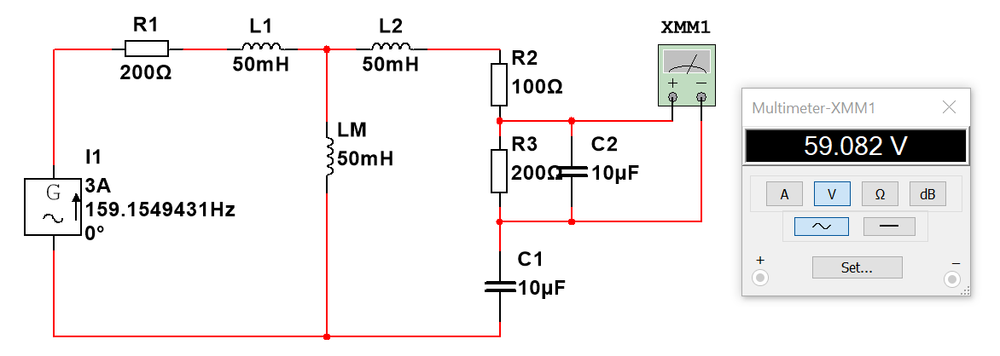 R1
200Ω
L1
50mH
L2
50mH
XMM1
+ −
R2
100Ω
LM
50mH
R3
200Ω
C2
10µF
I1
G
3A
159.1549431Hz
0°
C1
10µF
Multimeter-XMM1
59.082 V
A V Ω dB
+ −
Set...